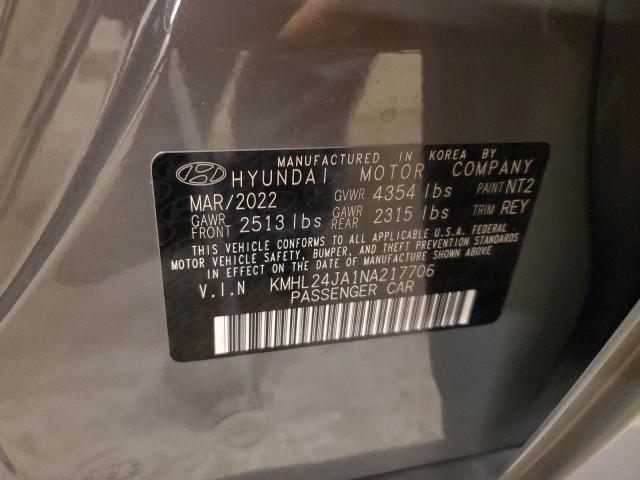 MANUFACTURED IN KOREA BY
HYUNDAI MOTOR COMPANY
MAR/2022 GVWR 4354 lbs PAINT NT2
GAWR FRONT 2513 lbs GAWR REAR 2315 lbs TRIM REY
THIS VEHICLE CONFORMS TO ALL APPLICABLE U.S.A. FEDERAL
MOTOR VEHICLE SAFETY, BUMPER, AND THEFT PREVENTION STANDARDS
IN EFFECT ON THE DATE OF MANUFACTURE SHOWN ABOVE
V.I.N KMHL24JA1NA217706
PASSENGER CAR